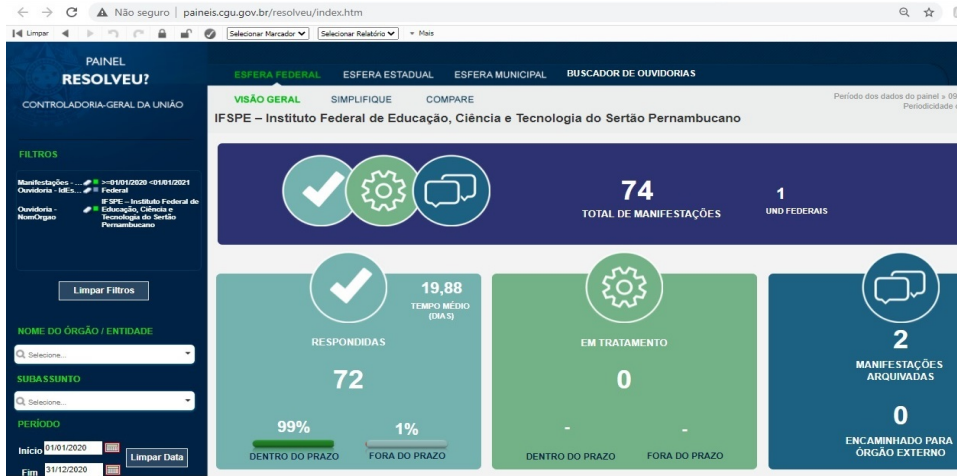 Não seguro | paineis.cgu.gov.br/resolveu/index.htm
Limpar Selecionar Marcador Selecionar Relatório Mais
PAINEL
RESOLVEU?
CONTROLADORIA-GERAL DA UNIÃO
ESFERA FEDERAL ESFERA ESTADUAL ESFERA MUNICIPAL BUSCADOR DE OUVIDORIAS
VISÃO GERAL SIMPLIFIQUE COMPARE
Período dos dados do painel » 09
Periodicidade
IFSPE – Instituto Federal de Educação, Ciência e Tecnologia do Sertão Pernambucano
FILTROS
Manifestações - ... >=01/01/2020 <01/01/2021
Ouvidoria - IdEs... Federal
Ouvidoria - NomOrgao
IFSPE – Instituto Federal de
Educação, Ciência e
Tecnologia do Sertão
Pernambucano
Limpar Filtros
NOME DO ÓRGÃO / ENTIDADE
Selecione...
SUBASSUNTO
Selecione...
PERÍODO
Início 01/01/2020
Limpar Data
Fim 31/12/2020
74
TOTAL DE MANIFESTAÇÕES
1
UND FEDERAIS
19,88
TEMPO MÉDIO
(DIAS)
RESPONDIDAS
72
99% 1%
DENTRO DO PRAZO FORA DO PRAZO
EM TRATAMENTO
0
- -
DENTRO DO PRAZO FORA DO PRAZO
2
MANIFESTAÇÕES
ARQUIVADAS
0
ENCAMINHADO PARA
ÓRGÃO EXTERNO